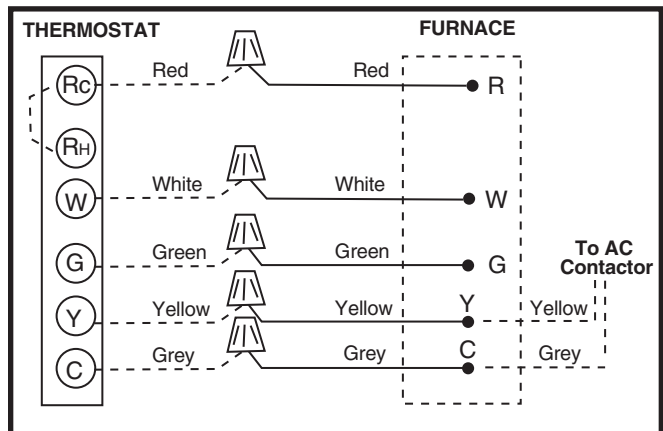 THERMOSTAT
FURNACE
Rc
Red
Red
R
RH
W
White
White
W
G
Green
Green
G
To AC
Contactor
Y
Yellow
Yellow
Y
Yellow
C
Grey
Grey
C
Grey